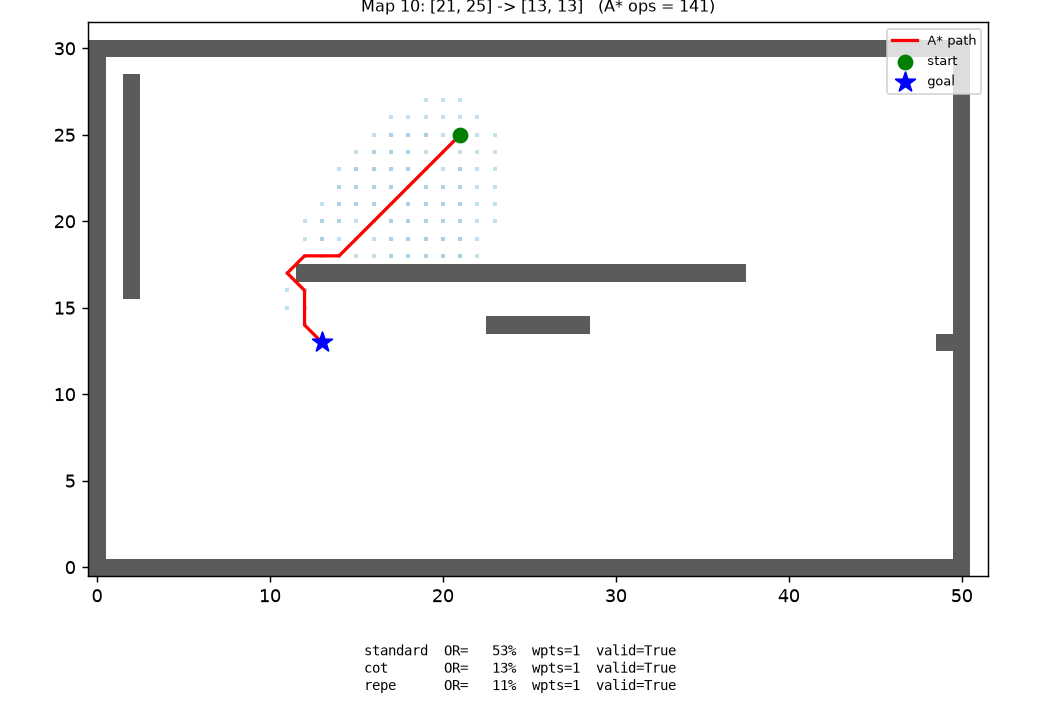 Map 10: [21, 25] -> [13, 13]   (A* ops = 141)
A* path
start
goal
30
25
20
15
10
5
0
0 10 20 30 40 50
standard  OR=   53%  wpts=1  valid=True
cot       OR=   13%  wpts=1  valid=True
repe      OR=   11%  wpts=1  valid=True